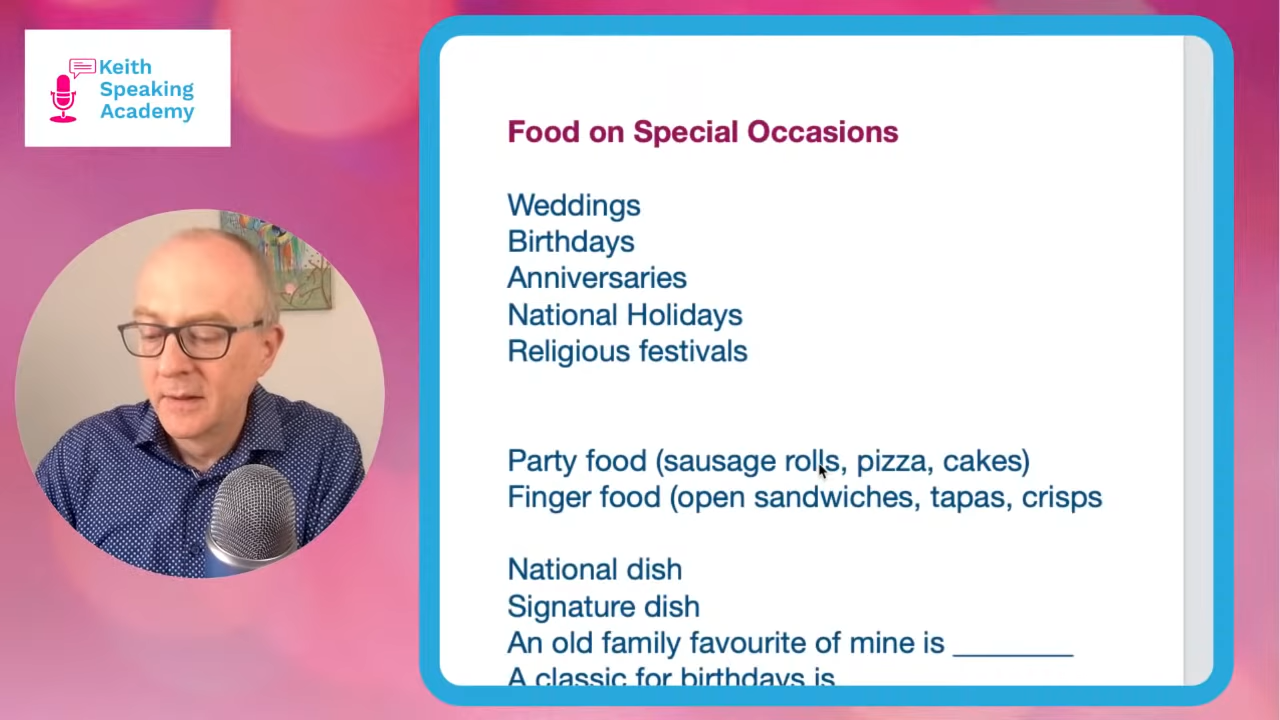 Keith
Speaking
Academy
Food on Special Occasions
Weddings
Birthdays
Anniversaries
National Holidays
Religious festivals
Party food (sausage rolls, pizza, cakes)
Finger food (open sandwiches, tapas, crisps
National dish
Signature dish
An old family favourite of mine is ________
A classic for birthdays is